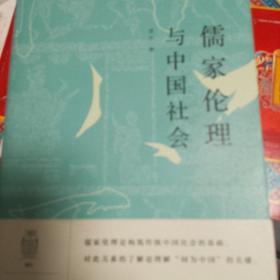 儒家伦理
与中国社会
儒家伦理是构筑传统中国社会的基础,
对此关系的了解是理解“何为中国”的关键。